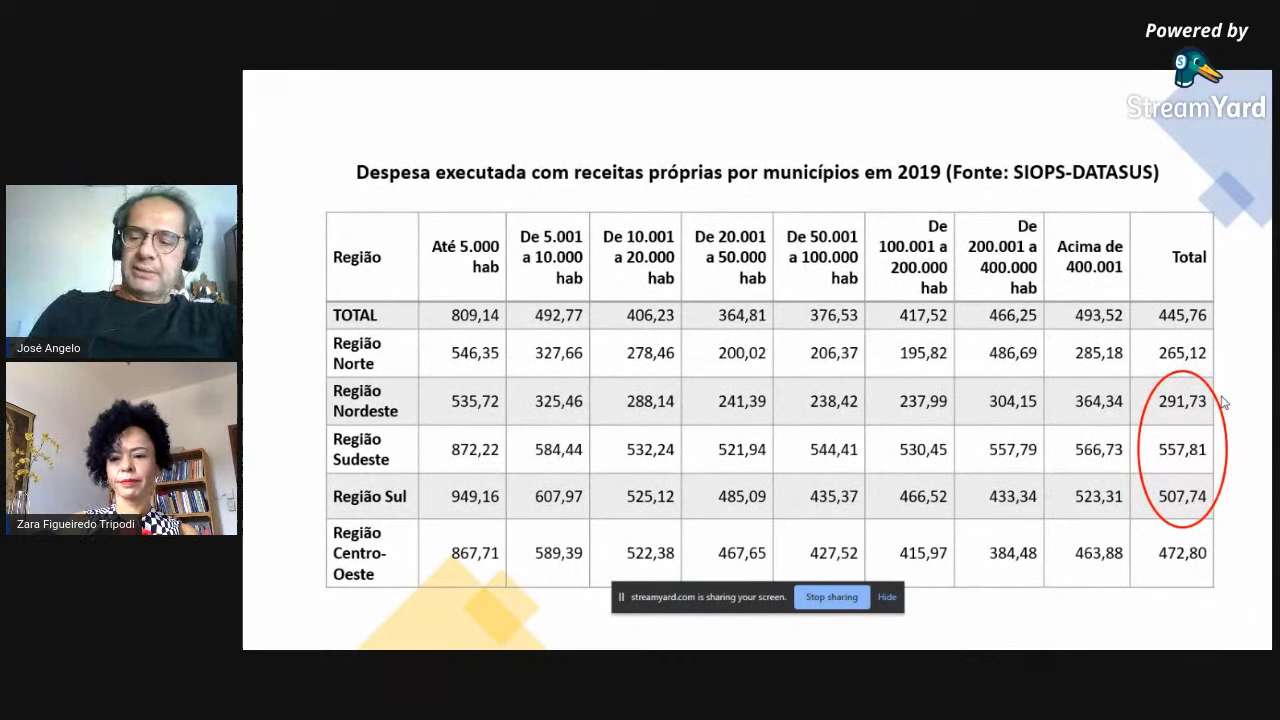 Powered by
StreamYard
Despesa executada com receitas próprias por municípios em 2019 (Fonte: SIOPS-DATASUS)
Região Até 5.000 hab De 5.001 a 10.000 hab De 10.001 a 20.000 hab De 20.001 a 50.000 hab De 50.001 a 100.000 hab De 100.001 a 200.000 hab De 200.001 a 400.000 hab Acima de 400.001 Total
TOTAL 809,14 492,77 406,23 364,81 376,53 417,52 466,25 493,52 445,76
Região Norte 546,35 327,66 278,46 200,02 206,37 195,82 486,69 285,18 265,12
Região Nordeste 535,72 325,46 288,14 241,39 238,42 237,99 304,15 364,34 291,73
Região Sudeste 872,22 584,44 532,24 521,94 544,41 530,45 557,79 566,73 557,81
Região Sul 949,16 607,97 525,12 485,09 435,37 466,52 433,34 523,31 507,74
Região Centro-Oeste 867,71 589,39 522,38 467,65 427,52 415,97 384,48 463,88 472,80
streamyard.com is sharing your screen. Stop sharing Hide
José Angelo
Zara Figueiredo Tripodi